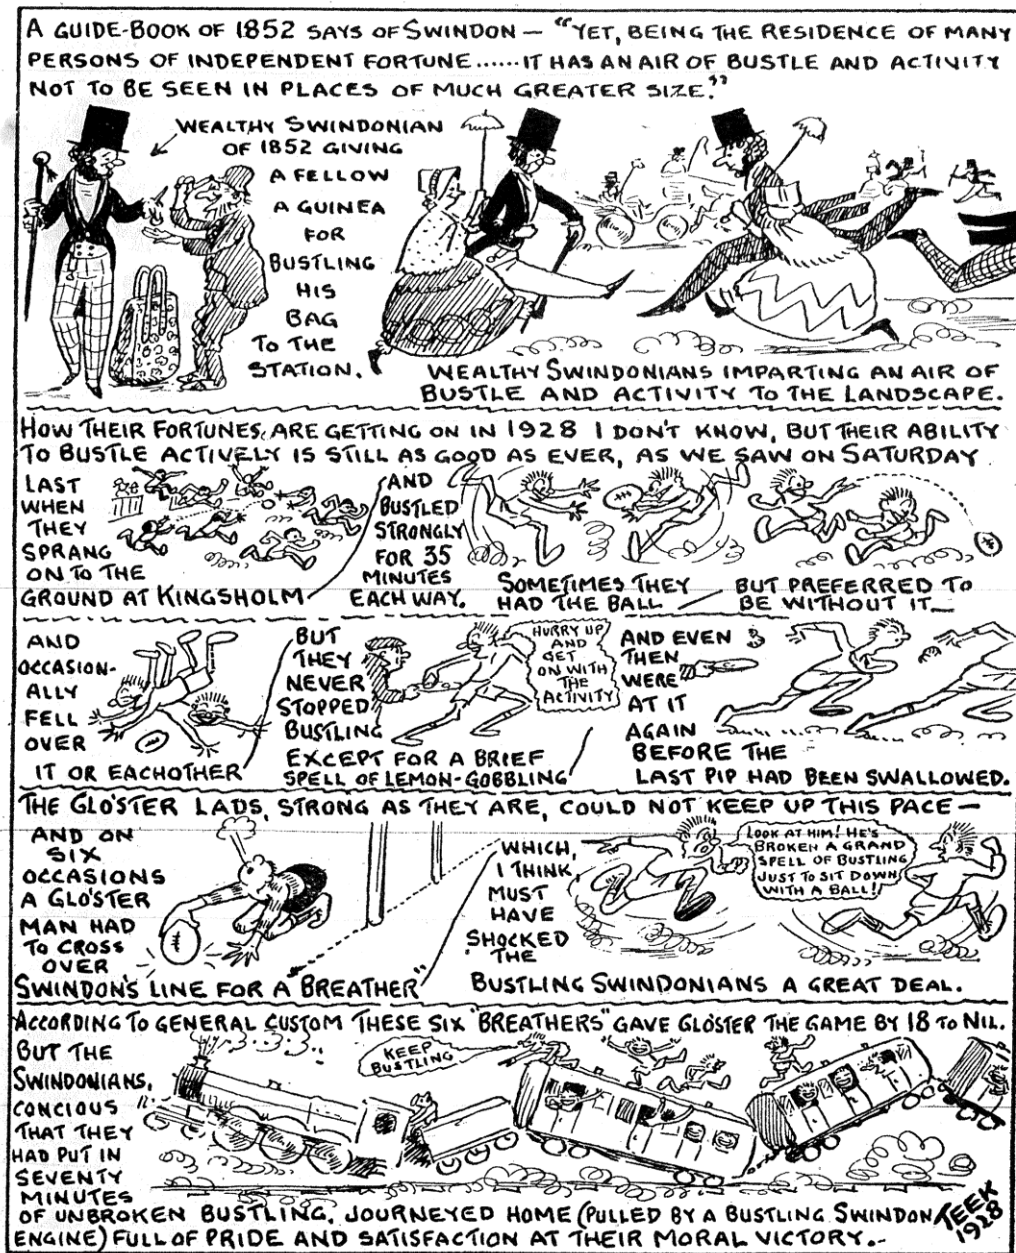 A GUIDE-BOOK OF 1852 SAYS OF SWINDON — "YET, BEING THE RESIDENCE OF MANY
PERSONS OF INDEPENDENT FORTUNE ...... IT HAS AN AIR OF BUSTLE AND ACTIVITY
NOT TO BE SEEN IN PLACES OF MUCH GREATER SIZE."
WEALTHY SWINDONIAN
OF 1852 GIVING
A FELLOW
A GUINEA
FOR
BUSTLING
HIS
BAG
TO THE
STATION.
WEALTHY SWINDONIANS IMPARTING AN AIR OF
BUSTLE AND ACTIVITY TO THE LANDSCAPE.
HOW THEIR FORTUNES ARE GETTING ON IN 1928 I DON'T KNOW, BUT THEIR ABILITY
TO BUSTLE ACTIVELY IS STILL AS GOOD AS EVER, AS WE SAW ON SATURDAY
LAST
WHEN
THEY
SPRANG
ON TO THE
GROUND AT KINGSHOLM
AND
BUSTLED
STRONGLY
FOR 35
MINUTES
EACH WAY.
SOMETIMES THEY
HAD THE BALL
BUT PREFERRED TO
BE WITHOUT IT —
AND
OCCASION-
ALLY
FELL
OVER
IT OR EACHOTHER
BUT
THEY
NEVER
STOPPED
BUSTLING
EXCEPT FOR A BRIEF
SPELL OF LEMON-GOBBLING
HURRY UP
AND
GET
ON WITH
THE
ACTIVITY
AND EVEN
THEN
WERE
AT IT
AGAIN
BEFORE THE
LAST PIP HAD BEEN SWALLOWED.
THE GLO'STER LADS, STRONG AS THEY ARE, COULD NOT KEEP UP THIS PACE —
AND ON
SIX
OCCASIONS
A GLO'STER
MAN HAD
TO CROSS
OVER
SWINDON'S LINE FOR A "BREATHER"
WHICH,
I THINK,
MUST
HAVE
SHOCKED
THE
BUSTLING SWINDONIANS A GREAT DEAL.
LOOK AT HIM! HE'S
BROKEN A GRAND
SPELL OF BUSTLING
JUST TO SIT DOWN
WITH A BALL!
ACCORDING TO GENERAL CUSTOM THESE SIX "BREATHERS" GAVE GLO'STER THE GAME BY 18 TO NIL.
BUT THE
SWINDONIANS,
CONCIOUS
THAT THEY
HAD PUT IN
SEVENTY
MINUTES
OF UNBROKEN BUSTLING, JOURNEYED HOME (PULLED BY A BUSTLING SWINDON
ENGINE) FULL OF PRIDE AND SATISFACTION AT THEIR MORAL VICTORY.-
KEEP
BUSTLING
TEEK
1928